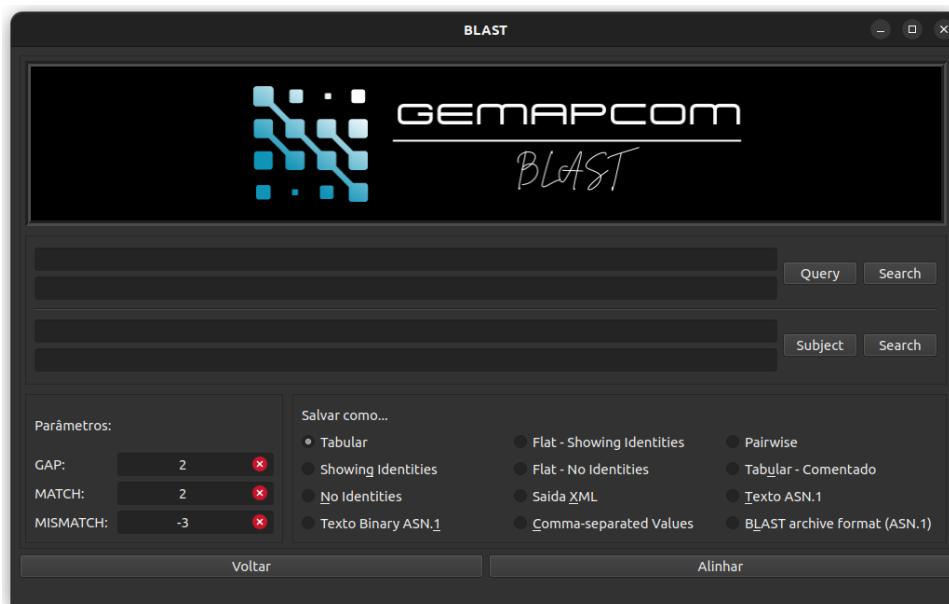 BLAST
GEMAPCOM
BLAST
Query Search
Subject Search
Parâmetros:
GAP: 2
MATCH: 2
MISMATCH: -3
Salvar como...
Tabular Flat - Showing Identities Pairwise
Showing Identities Flat - No Identities Tabular - Comentado
No Identities Saida XML Texto ASN.1
Texto Binary ASN.1 Comma-separated Values BLAST archive format (ASN.1)
Voltar Alinhar